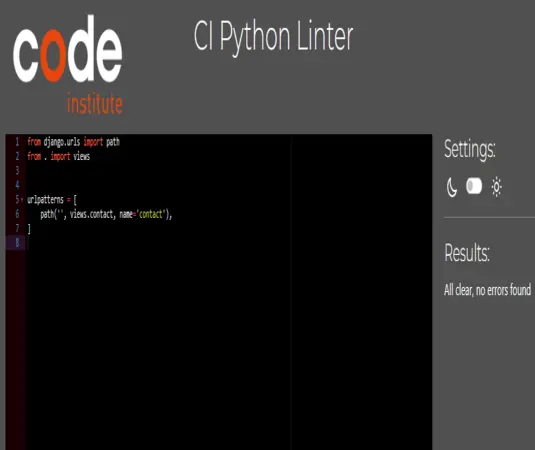 code
institute
CI Python Linter
1 from django.urls import path
2 from . import views
3
4
5 urlpatterns = [
6 path('', views.contact, name='contact'),
7 ]
8
Settings:
Results:
All clear, no errors found